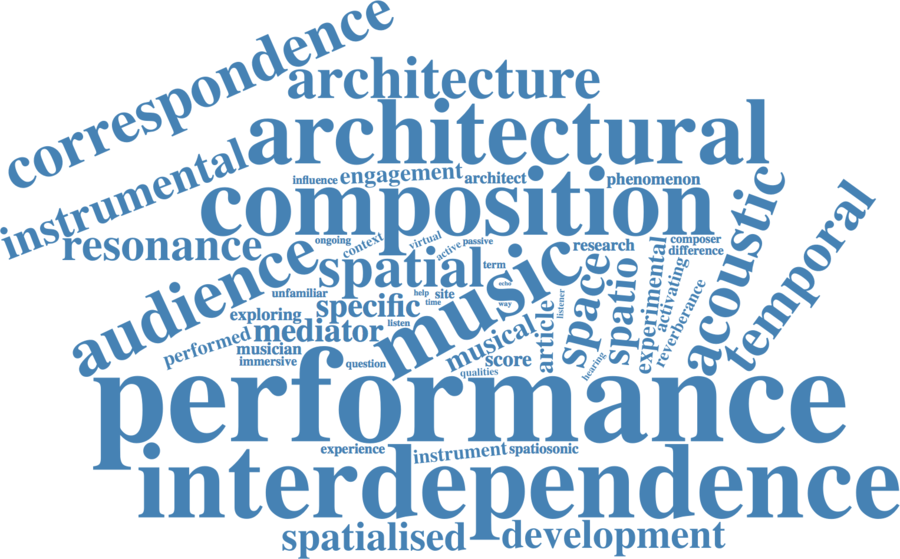 correspondence
architecture
architectural
instrumental
influence
engagement
architect
phenomenon
composition
resonance
ongoing
context
virtual
active
passive
research
composer
difference
acoustic
temporal
audience
spatial
term
music
space
spatio
experimental
activating
reverberance
unfamiliar
specific
help
site
time
echo
way
listener
exploring
mediator
listen
performed
musician
musical
article
immersive
question
score
qualities
hearing
performance
experience
instrument
spatiosonic
interdependence
spatialised
development